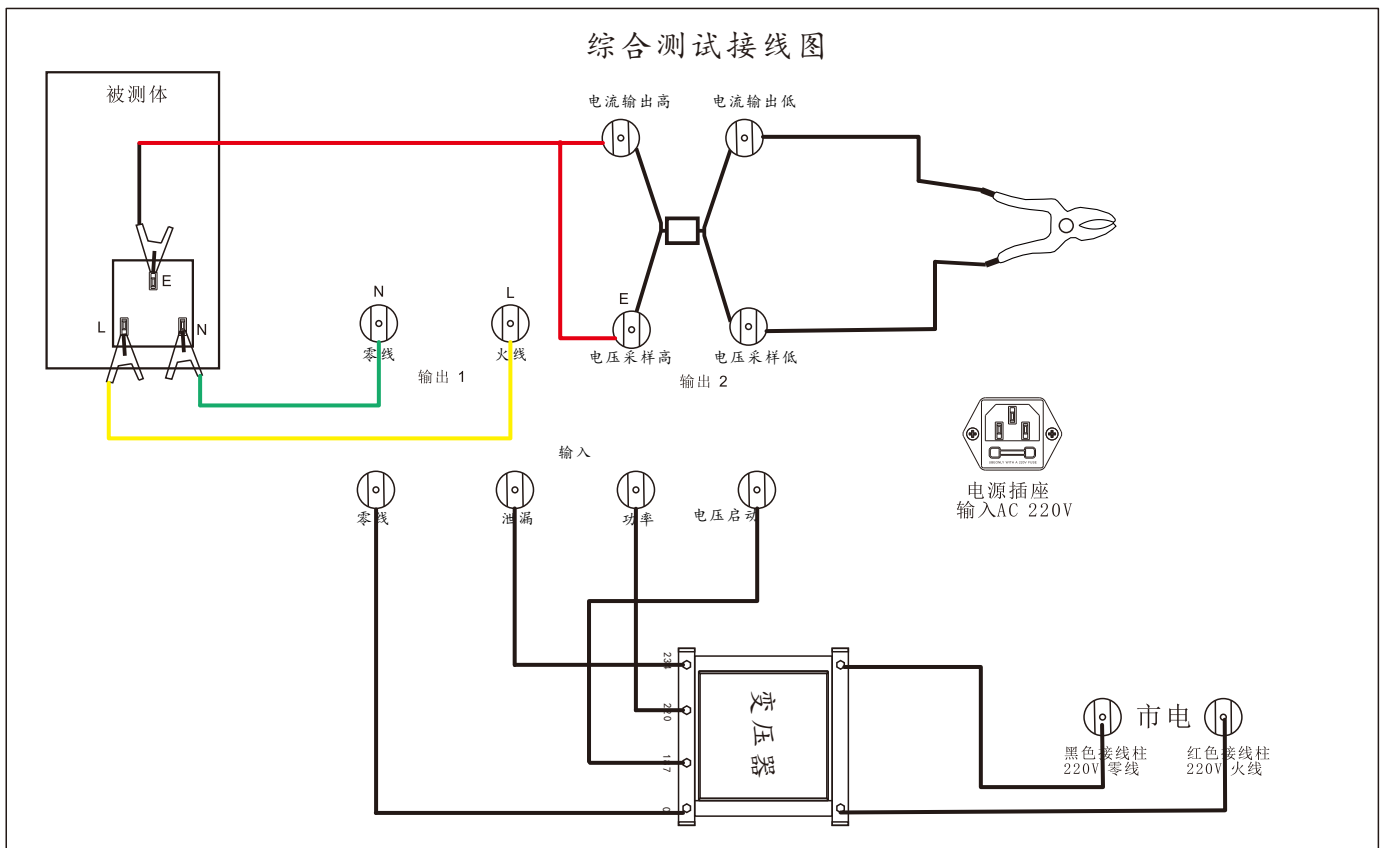 综合测试接线图
被测体
电流输出高
电流输出低
E
L
N
N
L
E
零线
火线
电压采样高
电压采样低
输出 1
输出 2
输入
零线
泄漏
功率
电压启动
电源插座
输入AC 220V
220
187
0
变压器
市电
黑色接线柱
220V 零线
红色接线柱
220V 火线